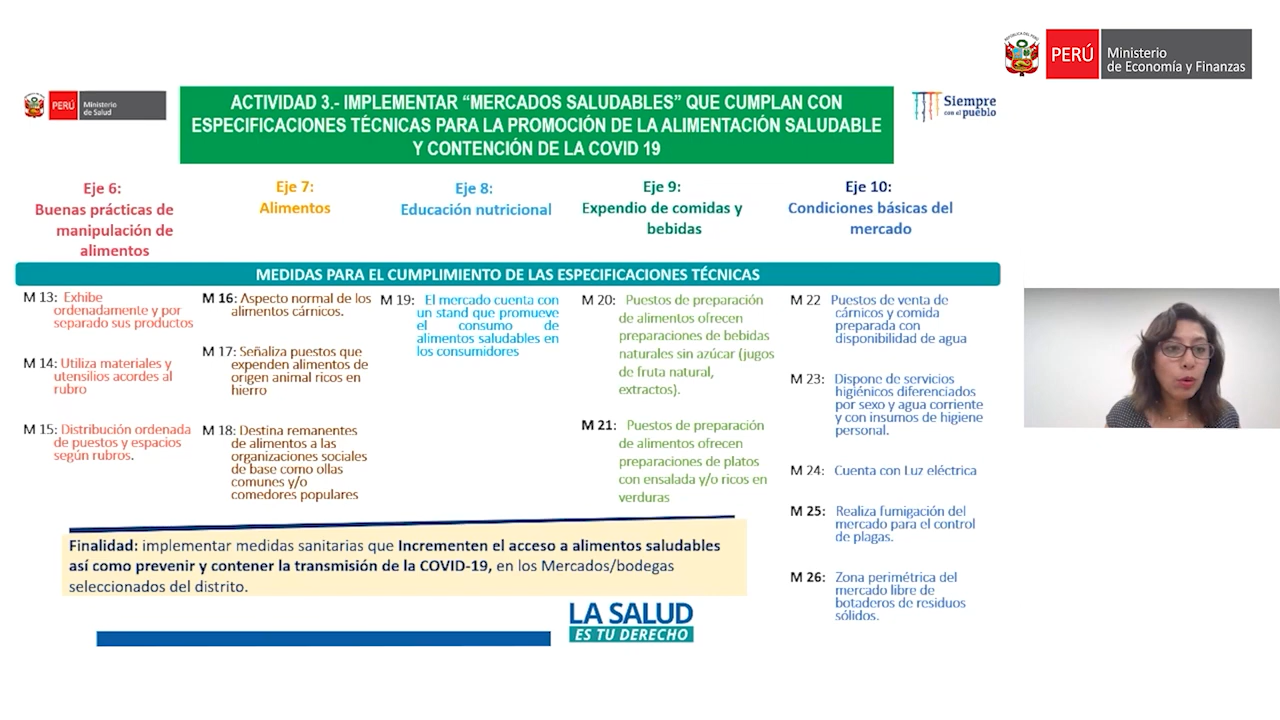 REPÚBLICA DEL PERÚ
PERÚ
Ministerio
de Economía y Finanzas
PERÚ
Ministerio
de Salud
ACTIVIDAD 3.- IMPLEMENTAR “MERCADOS SALUDABLES” QUE CUMPLAN CON
ESPECIFICACIONES TÉCNICAS PARA LA PROMOCIÓN DE LA ALIMENTACIÓN SALUDABLE
Y CONTENCIÓN DE LA COVID 19
Siempre
con el pueblo
Eje 6:
Buenas prácticas de
manipulación de
alimentos
Eje 7:
Alimentos
Eje 8:
Educación nutricional
Eje 9:
Expendio de comidas y
bebidas
Eje 10:
Condiciones básicas del
mercado
MEDIDAS PARA EL CUMPLIMIENTO DE LAS ESPECIFICACIONES TÉCNICAS
M 13: Exhibe
ordenadamente y por
separado sus productos
M 14: Utiliza materiales y
utensilios acordes al
rubro
M 15: Distribución ordenada
de puestos y espacios
según rubros.
M 16: Aspecto normal de los
alimentos cárnicos.
M 17: Señaliza puestos que
expenden alimentos de
origen animal ricos en
hierro
M 18: Destina remanentes
de alimentos a las
organizaciones sociales
de base como ollas
comunes y/o
comedores populares
M 19: El mercado cuenta con
un stand que promueve
el consumo de
alimentos saludables en
los consumidores
M 20: Puestos de preparación
de alimentos ofrecen
preparaciones de bebidas
naturales sin azúcar (jugos
de fruta natural,
extractos).
M 21: Puestos de preparación
de alimentos ofrecen
preparaciones de platos
con ensalada y/o ricos en
verduras
M 22 Puestos de venta de
cárnicos y comida
preparada con
disponibilidad de agua
M 23: Dispone de servicios
higiénicos diferenciados
por sexo y agua corriente
y con insumos de higiene
personal.
M 24: Cuenta con Luz eléctrica
M 25: Realiza fumigación del
mercado para el control
de plagas.
M 26: Zona perimétrica del
mercado libre de
botaderos de residuos
sólidos.
Finalidad: implementar medidas sanitarias que Incrementen el acceso a alimentos saludables
así como prevenir y contener la transmisión de la COVID-19, en los Mercados/bodegas
seleccionados del distrito.
LA SALUD
ES TU DERECHO